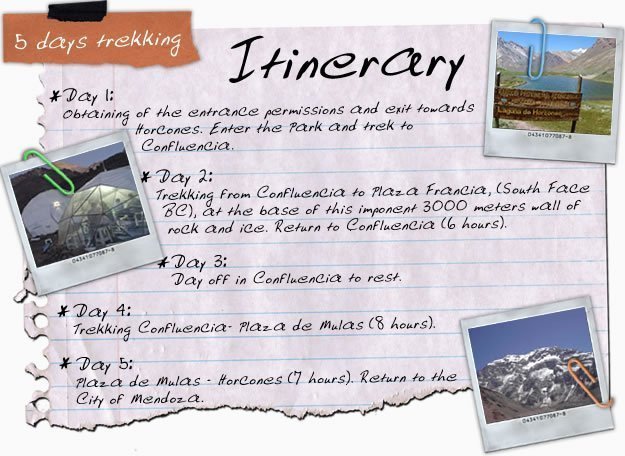 5 days trekking
Itinerary
* Day 1:
Obtaining of the entrance permissions and exit towards
Horcones. Enter the Park and trek to
Confluencia.
* Day 2:
Trekking from Confluencia to Plaza Francia, (South Face
BC), at the base of this imponent 3000 meters wall of
rock and ice. Return to Confluencia (6 hours).
* Day 3:
Day off in Confluencia to rest.
* Day 4:
Trekking Confluencia- Plaza de Mulas (8 hours).
* Day 5:
Plaza de Mulas - Horcones (7 hours). Return to the
City of Mendoza.
Laguna de Horcones
04341077087-8
04341077087-8
04341077087-8